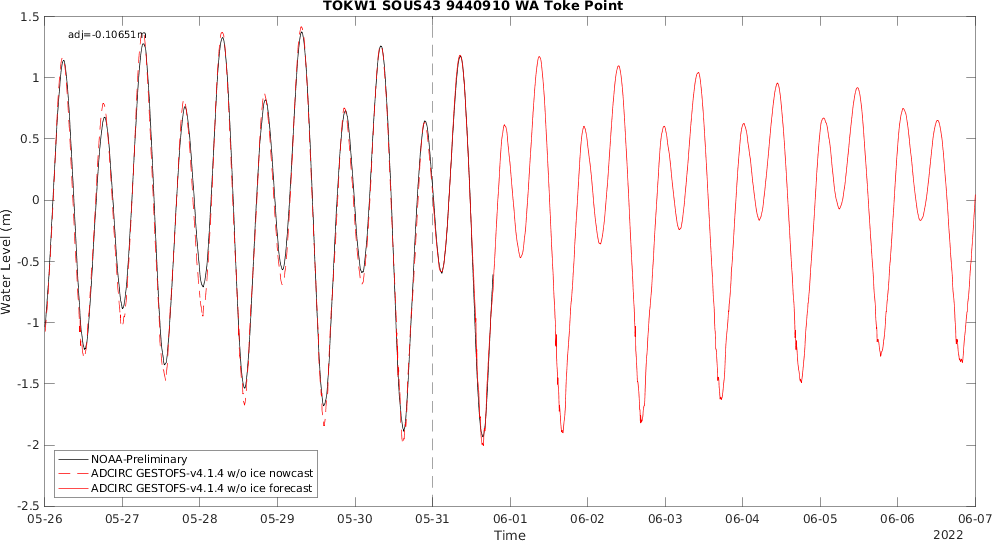 TOKW1 SOUS43 9440910 WA Toke Point
adj=-0.10651m
1.5
1
0.5
0
-0.5
-1
-1.5
-2
-2.5
Water Level (m)
NOAA-Preliminary
ADCIRC GESTOFS-v4.1.4 w/o ice nowcast
ADCIRC GESTOFS-v4.1.4 w/o ice forecast
05-26 05-27 05-28 05-29 05-30 05-31 06-01 06-02 06-03 06-04 06-05 06-06 06-07
Time
2022